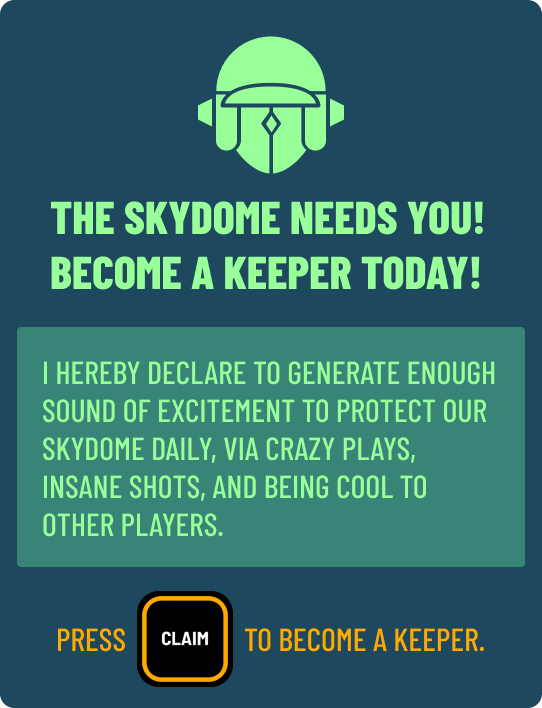 THE SKYDOME NEEDS YOU!
BECOME A KEEPER TODAY!
I HEREBY DECLARE TO GENERATE ENOUGH
SOUND OF EXCITEMENT TO PROTECT OUR
SKYDOME DAILY, VIA CRAZY PLAYS,
INSANE SHOTS, AND BEING COOL TO
OTHER PLAYERS.
PRESS CLAIM TO BECOME A KEEPER.